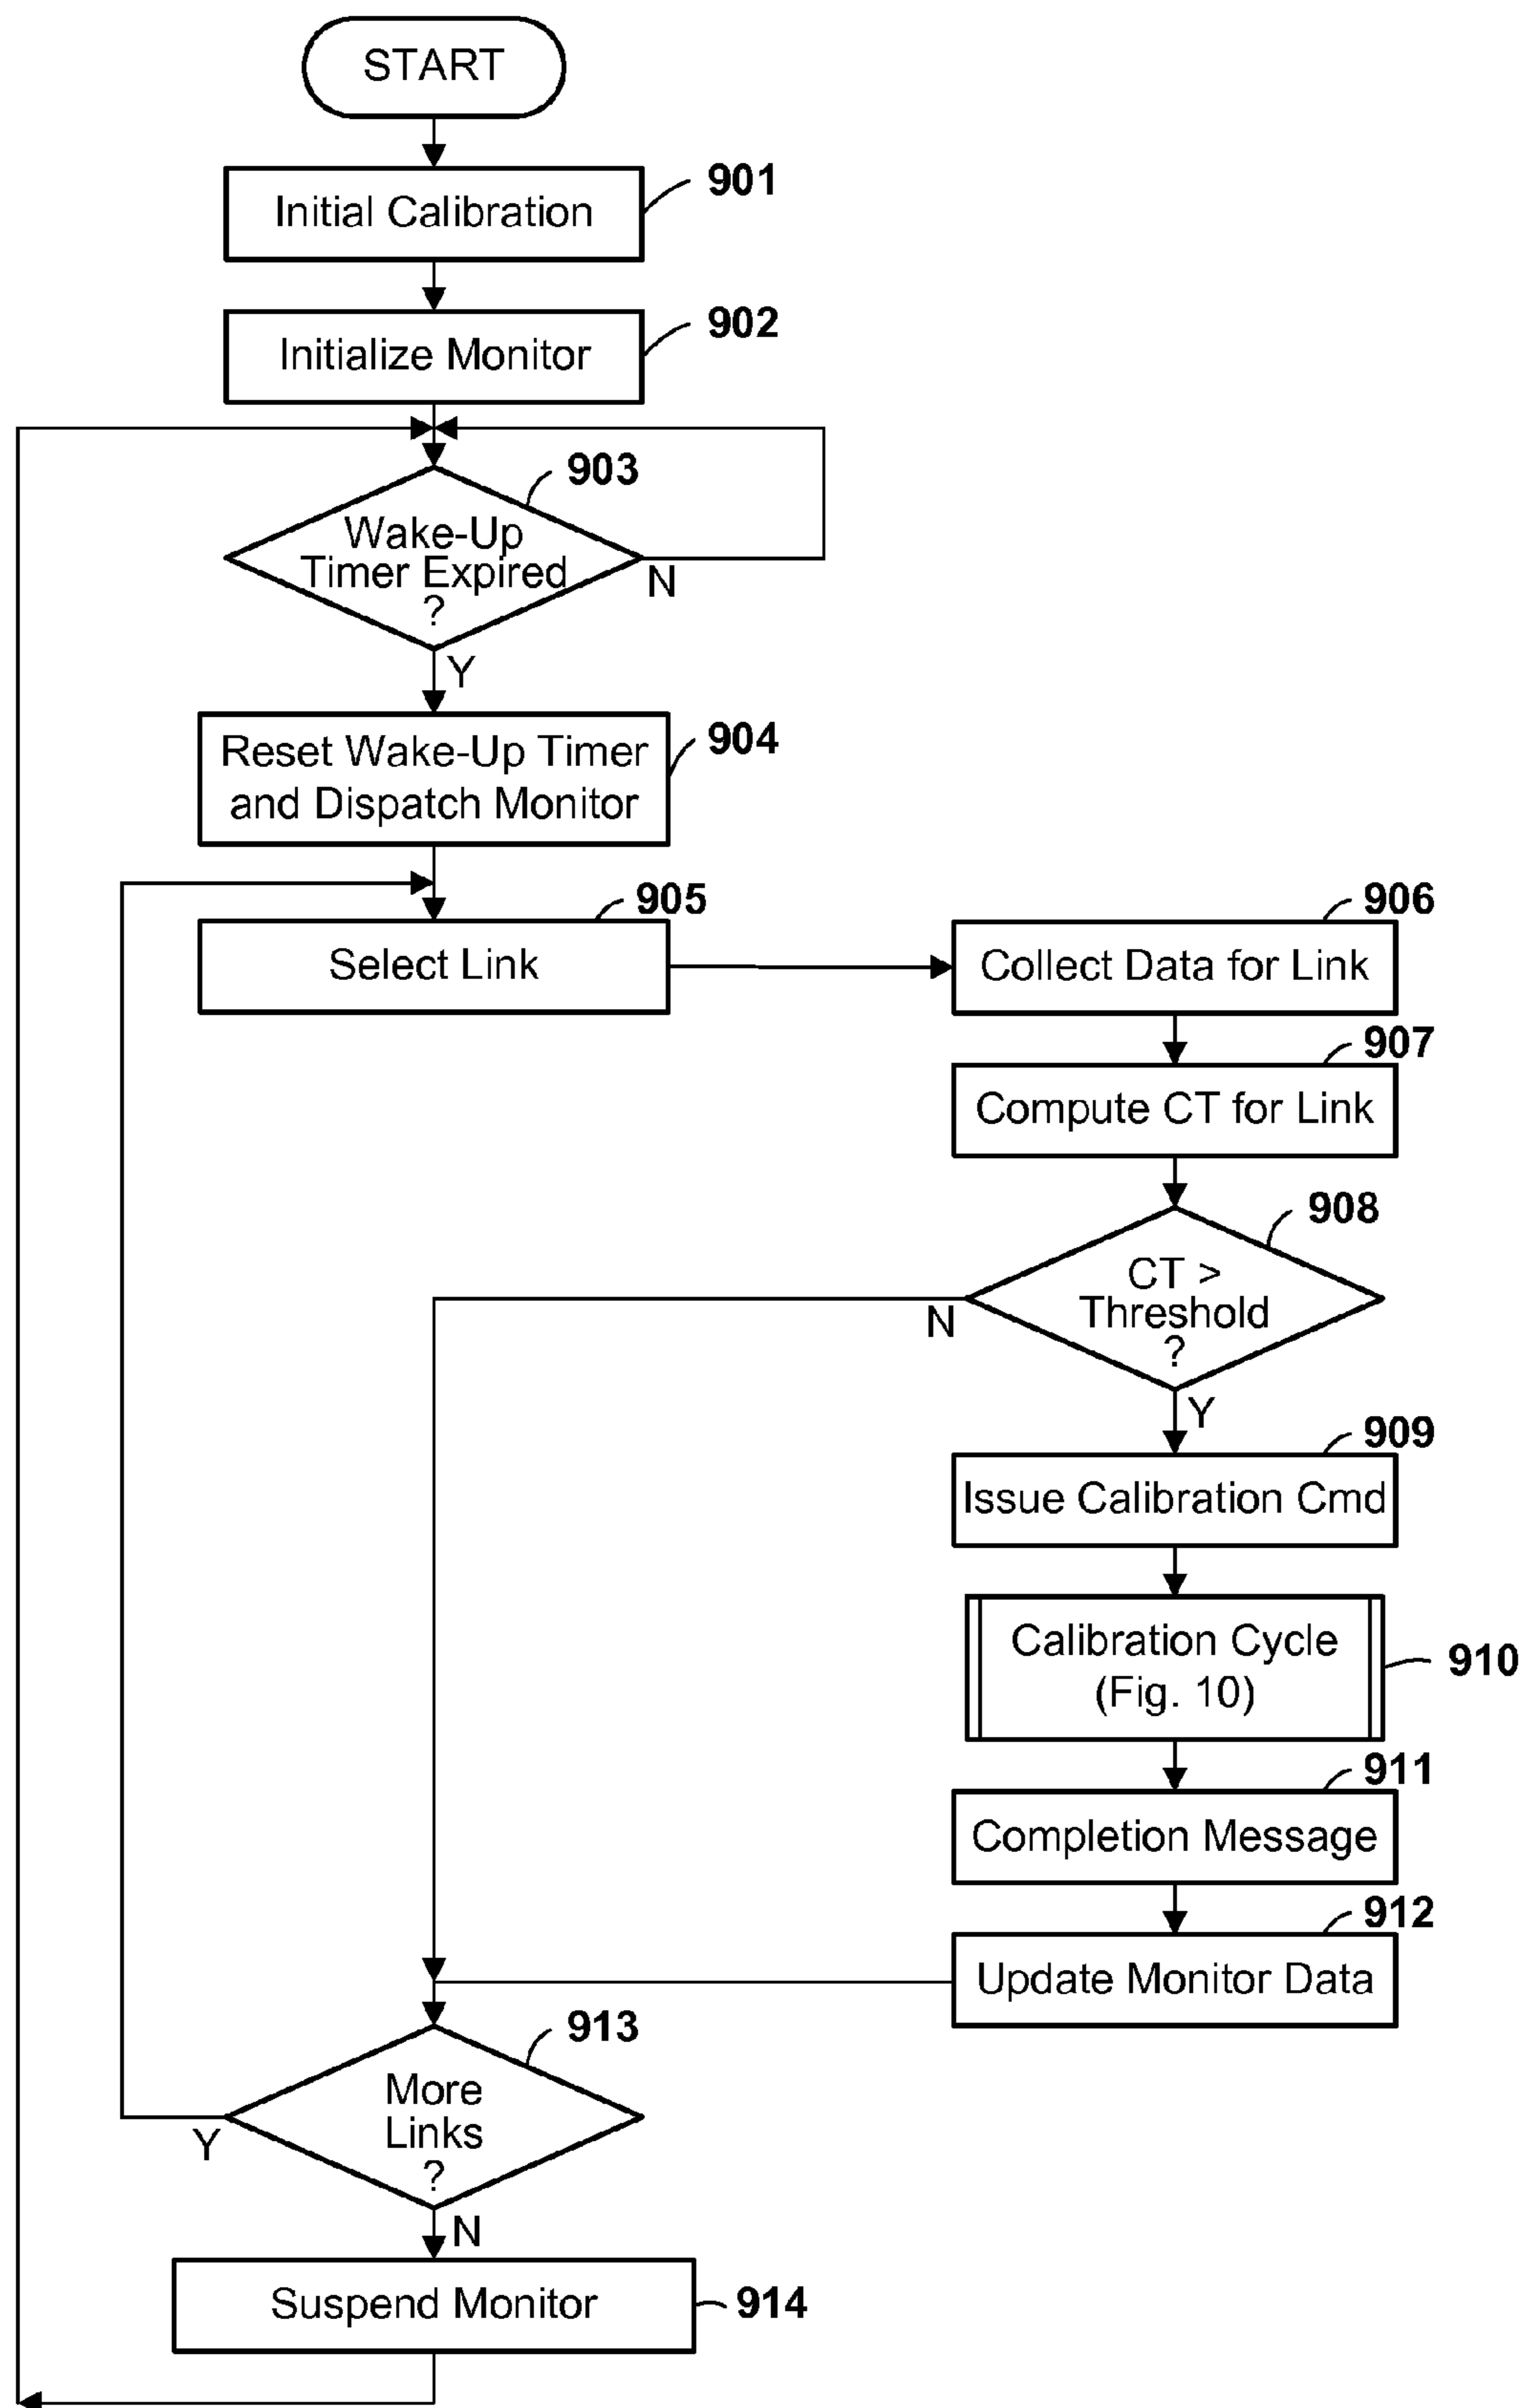 START
901
Initial Calibration
902
Initialize Monitor
903
Wake-Up
Timer Expired
?
N
Y
904
Reset Wake-Up Timer
and Dispatch Monitor
905
Select Link
906
Collect Data for Link
907
Compute CT for Link
908
CT >
Threshold
?
N
Y
909
Issue Calibration Cmd
Calibration Cycle
(Fig. 10)
910
911
Completion Message
912
Update Monitor Data
913
More
Links
?
Y
N
Suspend Monitor
914